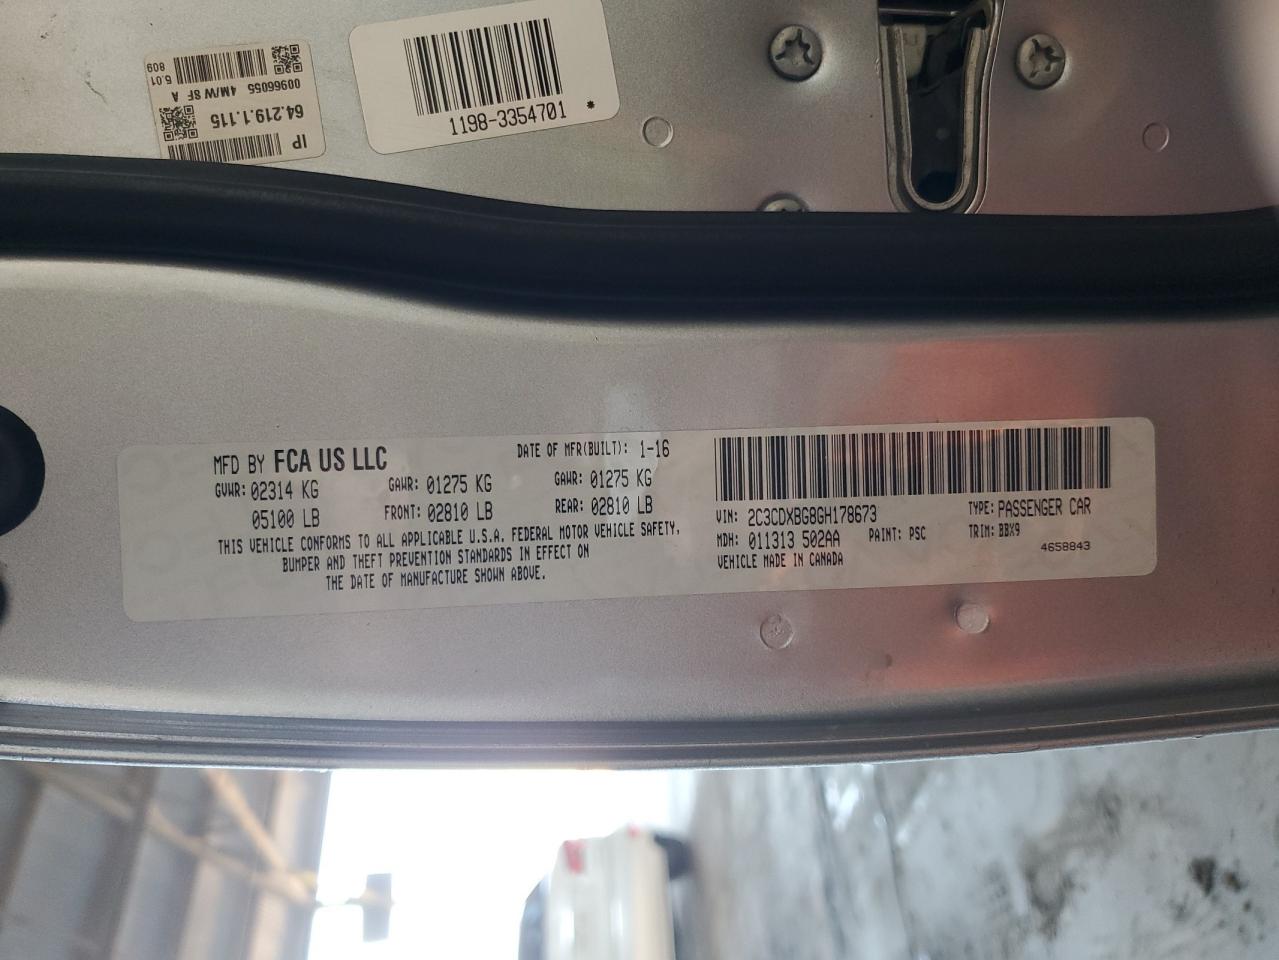 IP
64.219.1.115
00966055 4M/W SF A
5.01
809
1198-3354701 *
MFD BY FCA US LLC DATE OF MFR(BUILT): 1-16
GVWR: 02314 KG GAWR: 01275 KG GAWR: 01275 KG
05100 LB FRONT: 02810 LB REAR: 02810 LB
THIS VEHICLE CONFORMS TO ALL APPLICABLE U.S.A. FEDERAL MOTOR VEHICLE SAFETY,
BUMPER AND THEFT PREVENTION STANDARDS IN EFFECT ON
THE DATE OF MANUFACTURE SHOWN ABOVE.
VIN: 2C3CDXBG8GH178673 TYPE: PASSENGER CAR
MDH: 011313 502AA PAINT: PSC TRIM: BBX9
VEHICLE MADE IN CANADA 4658843